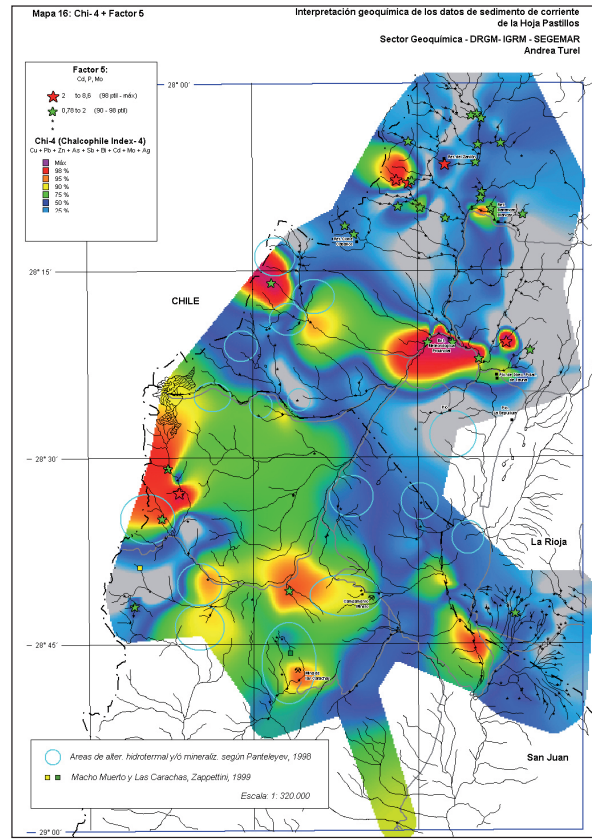 Mapa 16: Chi- 4 + Factor 5
Interpretación geoquímica de los datos de sedimento de corriente
de la Hoja Pastillos
Sector Geoquímica - DRGM- IGRM - SEGEMAR
Andrea Turel
Factor 5:
Cd, P, Mo
2 to 8,6 (98 ptil - máx)
0,78 to 2 (90 - 98 ptil)
Chi-4 (Chalcophile Index- 4)
Cu + Pb + Zn + As + Sb + Bi + Cd + Mo + Ag
Máx
98 %
95 %
90 %
75 %
50 %
25 %
28° 00'
28° 15'
CHILE
28° 30'
La Rioja
28° 45'
San Juan
Areas de alter. hidrotermal y/ó mineraliz. según Panteleyev, 1998
Macho Muerto y Las Carachas, Zappettini, 1999
Escala: 1: 320.000
29° 00'